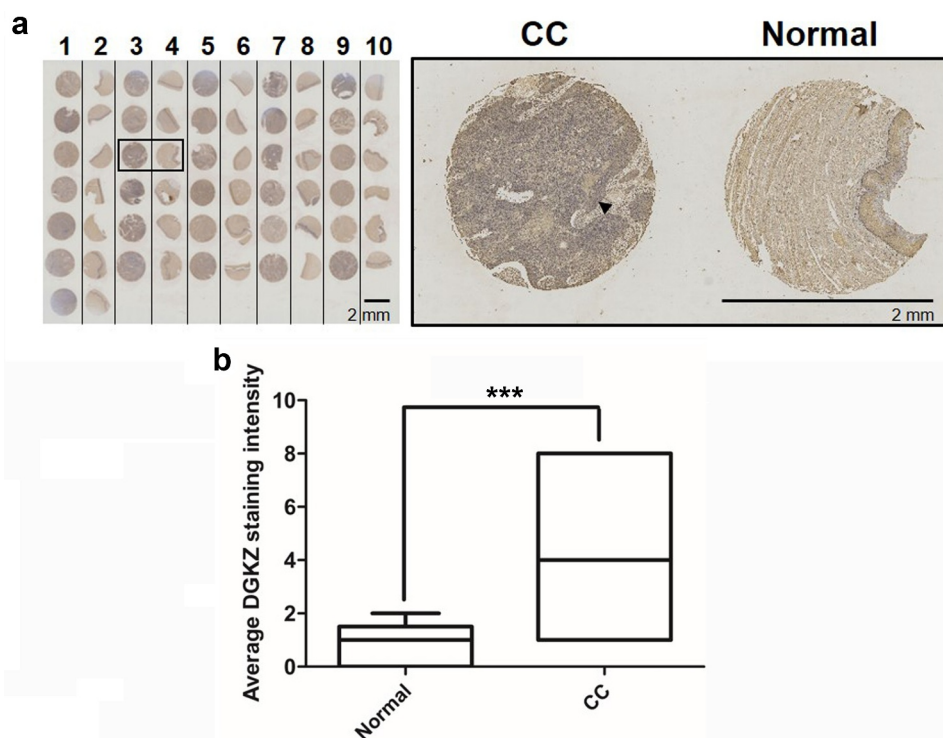 a
1 2 3 4 5 6 7 8 9 10
2 mm
CC Normal
2 mm
b
Average DGKZ staining intensity
***
10
8
6
4
2
0
Normal
CC